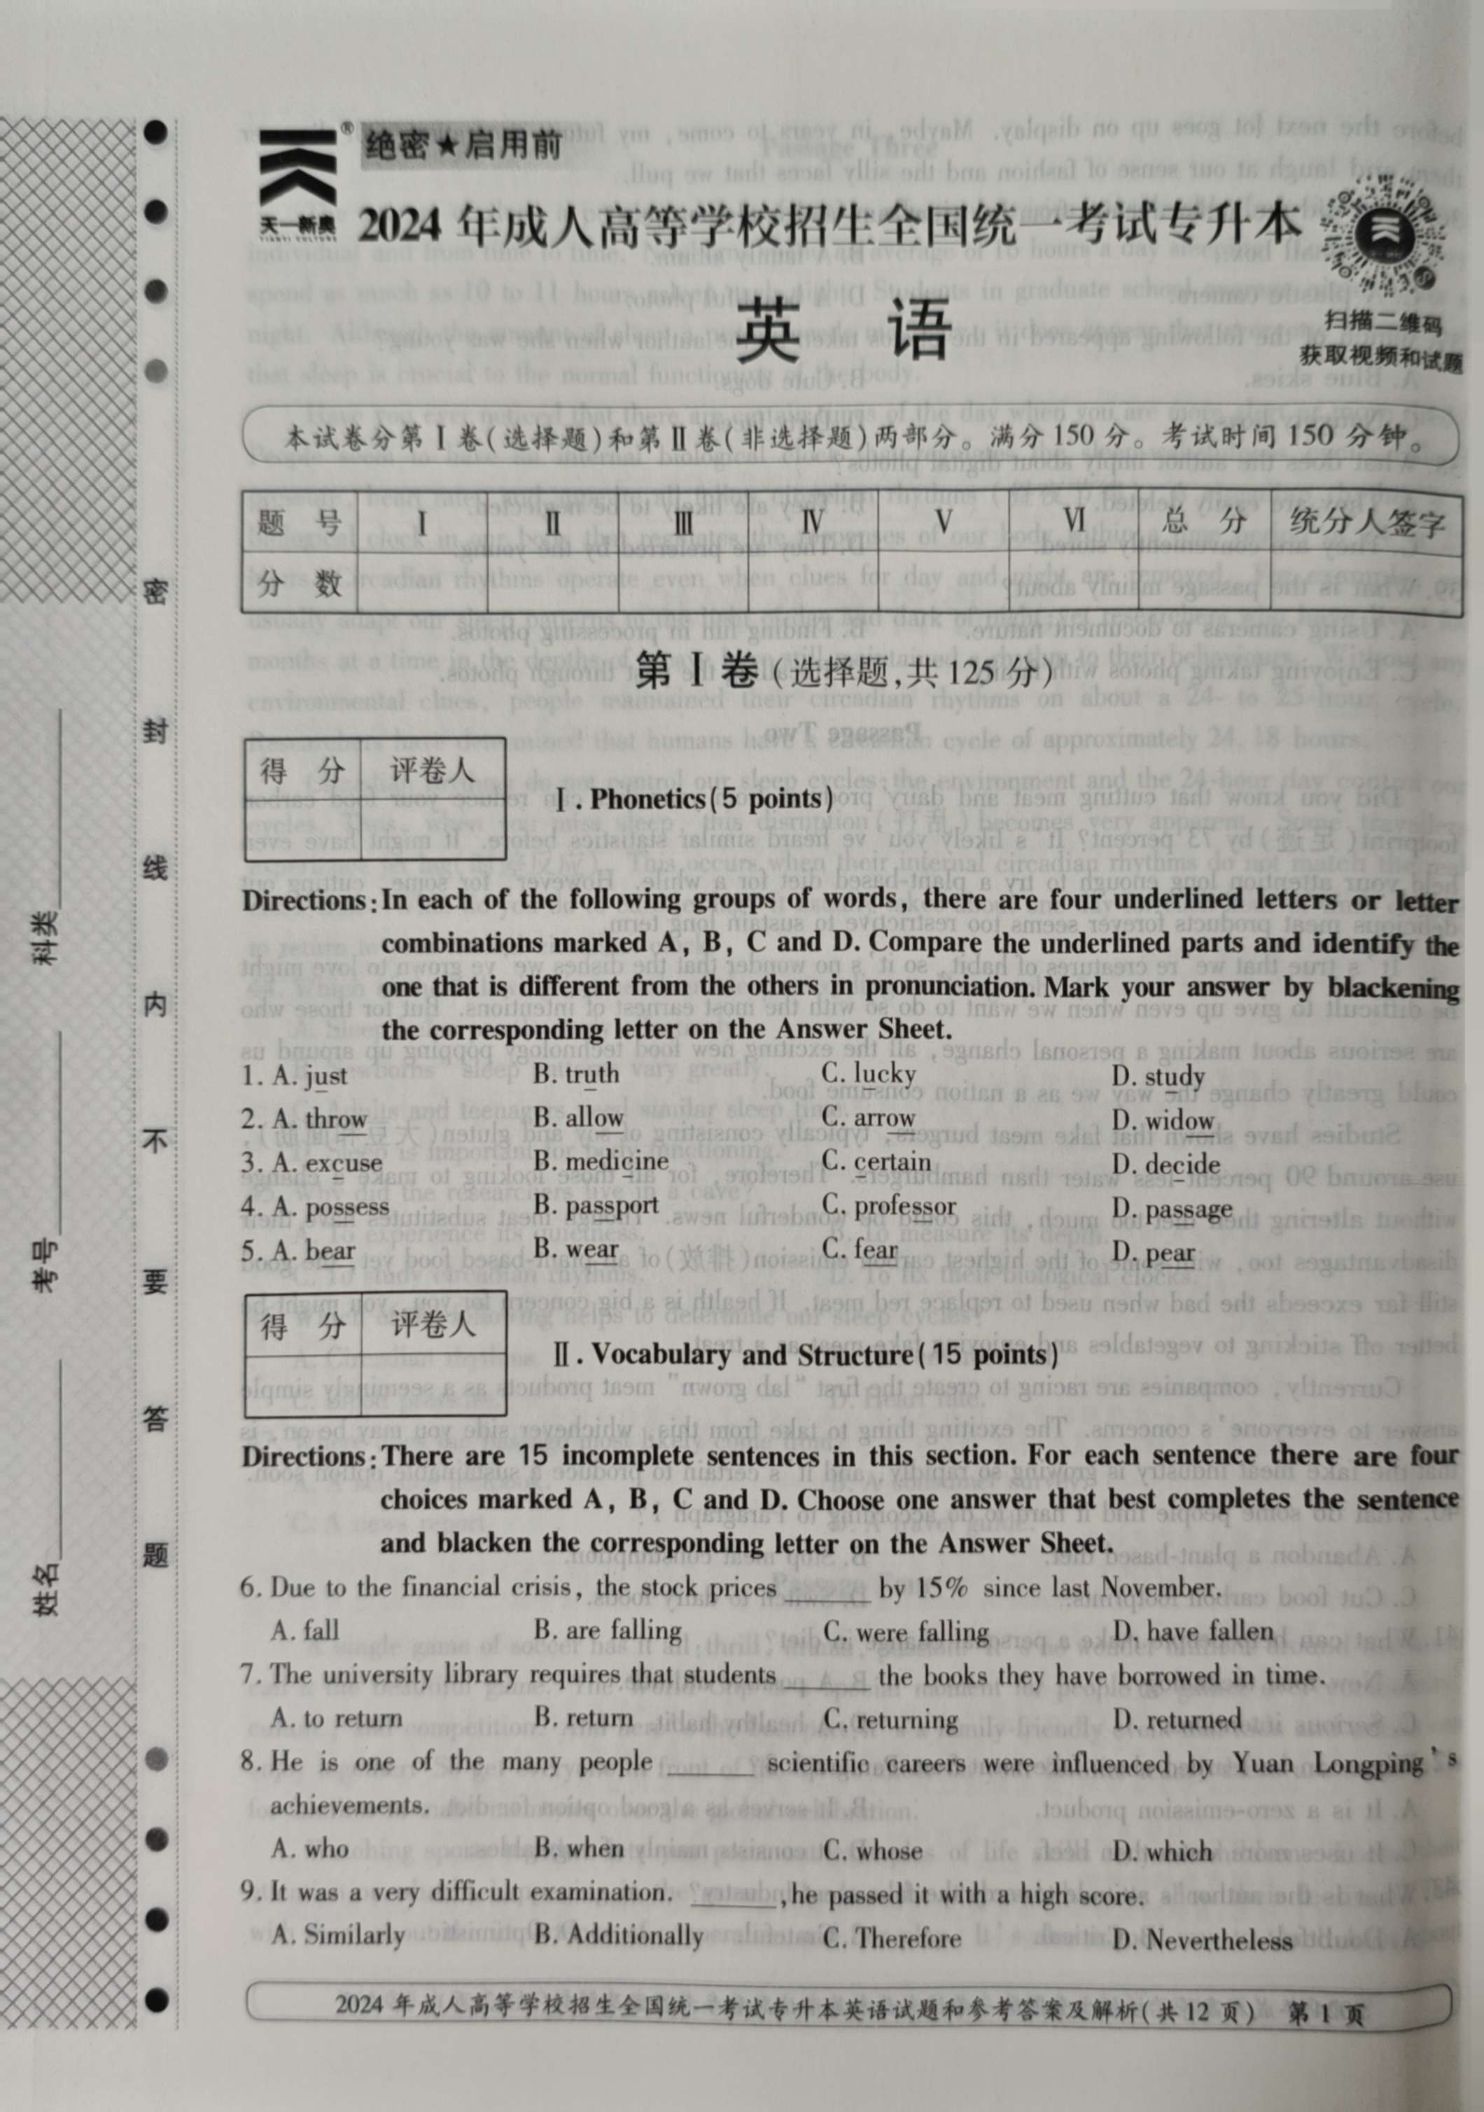 绝密★启用前
天一新奥
2024年成人高等学校招生全国统一考试专升本
英 语
扫描二维码
获取视频和试题
本试卷分第Ⅰ卷(选择题)和第Ⅱ卷(非选择题)两部分。满分150分。考试时间150分钟。
题 号 Ⅰ Ⅱ Ⅲ Ⅳ Ⅴ Ⅵ 总 分 统分人签字
分 数
第Ⅰ卷(选择题,共125分)
得 分 评卷人
Ⅰ. Phonetics(5 points)
Directions: In each of the following groups of words, there are four underlined letters or letter
combinations marked A, B, C and D. Compare the underlined parts and identify the
one that is different from the others in pronunciation. Mark your answer by blackening
the corresponding letter on the Answer Sheet.
1. A. just B. truth C. lucky D. study
2. A. throw B. allow C. arrow D. widow
3. A. excuse B. medicine C. certain D. decide
4. A. possess B. passport C. professor D. passage
5. A. bear B. wear C. fear D. pear
得 分 评卷人
Ⅱ. Vocabulary and Structure(15 points)
Directions: There are 15 incomplete sentences in this section. For each sentence there are four
choices marked A, B, C and D. Choose one answer that best completes the sentence
and blacken the corresponding letter on the Answer Sheet.
6. Due to the financial crisis, the stock prices ______ by 15% since last November.
A. fall B. are falling C. were falling D. have fallen
7. The university library requires that students ______ the books they have borrowed in time.
A. to return B. return C. returning D. returned
8. He is one of the many people ______ scientific careers were influenced by Yuan Longping's
achievements.
A. who B. when C. whose D. which
9. It was a very difficult examination. ______, he passed it with a high score.
A. Similarly B. Additionally C. Therefore D. Nevertheless
2024年成人高等学校招生全国统一考试专升本英语试题和参考答案及解析(共12页) 第1页
密 封 线 内 不 要 答 题
科类
考号
姓名